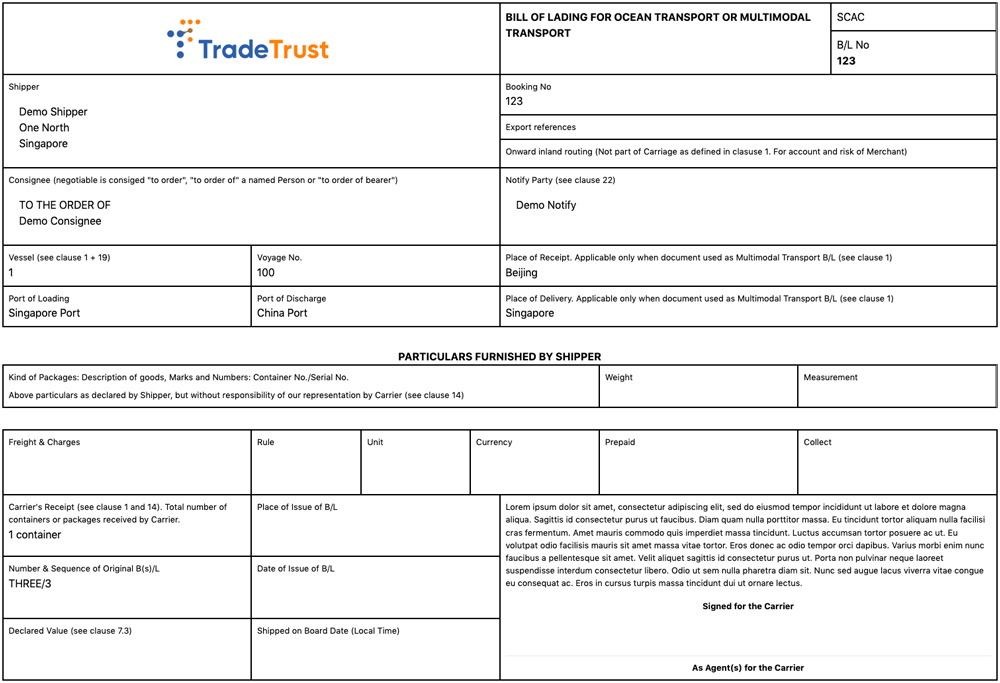 TradeTrust
BILL OF LADING FOR OCEAN TRANSPORT OR MULTIMODAL
TRANSPORT
SCAC
B/L No
123
Shipper
Demo Shipper
One North
Singapore
Booking No
123
Export references
Onward inland routing (Not part of Carriage as defined in clasuse 1. For account and risk of Merchant)
Consignee (negotiable is consiged "to order", "to order of" a named Person or "to order of bearer")
TO THE ORDER OF
Demo Consignee
Notify Party (see clause 22)
Demo Notify
Vessel (see clause 1 + 19)
1
Voyage No.
100
Place of Receipt. Applicable only when document used as Multimodal Transport B/L (see clause 1)
Beijing
Port of Loading
Singapore Port
Port of Discharge
China Port
Place of Delivery. Applicable only when document used as Multimodal Transport B/L (see clause 1)
Singapore
PARTICULARS FURNISHED BY SHIPPER
Kind of Packages: Description of goods, Marks and Numbers: Container No./Serial No.
Above particulars as declared by Shipper, but without responsibility of our representation by Carrier (see clause 14)
Weight
Measurement
Freight & Charges
Rule
Unit
Currency
Prepaid
Collect
Carrier's Receipt (see clause 1 and 14). Total number of
containers or packages received by Carrier.
1 container
Place of Issue of B/L
Number & Sequence of Original B(s)/L
THREE/3
Date of Issue of B/L
Declared Value (see clause 7.3)
Shipped on Board Date (Local Time)
Lorem ipsum dolor sit amet, consectetur adipiscing elit, sed do eiusmod tempor incididunt ut labore et dolore magna
aliqua. Sagittis id consectetur purus ut faucibus. Diam quam nulla porttitor massa. Eu tincidunt tortor aliquam nulla facilisi
cras fermentum. Amet mauris commodo quis imperdiet massa tincidunt. Luctus accumsan tortor posuere ac ut. Eu
volutpat odio facilisis mauris sit amet massa vitae tortor. Eros donec ac odio tempor orci dapibus. Varius morbi enim nunc
faucibus a pellentesque sit amet. Velit aliquet sagittis id consectetur purus ut. Porta non pulvinar neque laoreet
suspendisse interdum consectetur libero. Odio ut sem nulla pharetra diam sit. Nunc sed augue lacus viverra vitae congue
eu consequat ac. Eros in cursus turpis massa tincidunt dui ut ornare lectus.
Signed for the Carrier
As Agent(s) for the Carrier